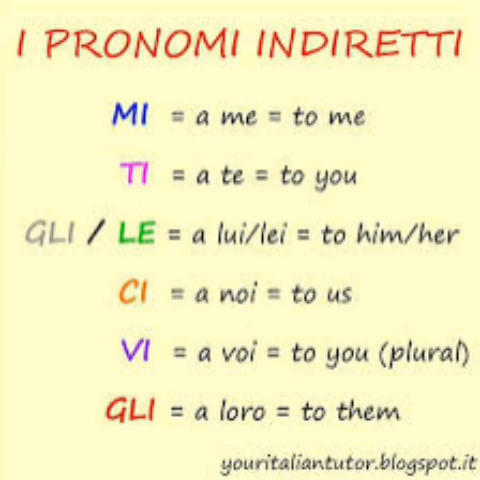 I PRONOMI INDIRETTI
MI = a me = to me
TI = a te = to you
GLI / LE = a lui/lei = to him/her
CI = a noi = to us
VI = a voi = to you (plural)
GLI = a loro = to them
youritaliantutor.blogspot.it